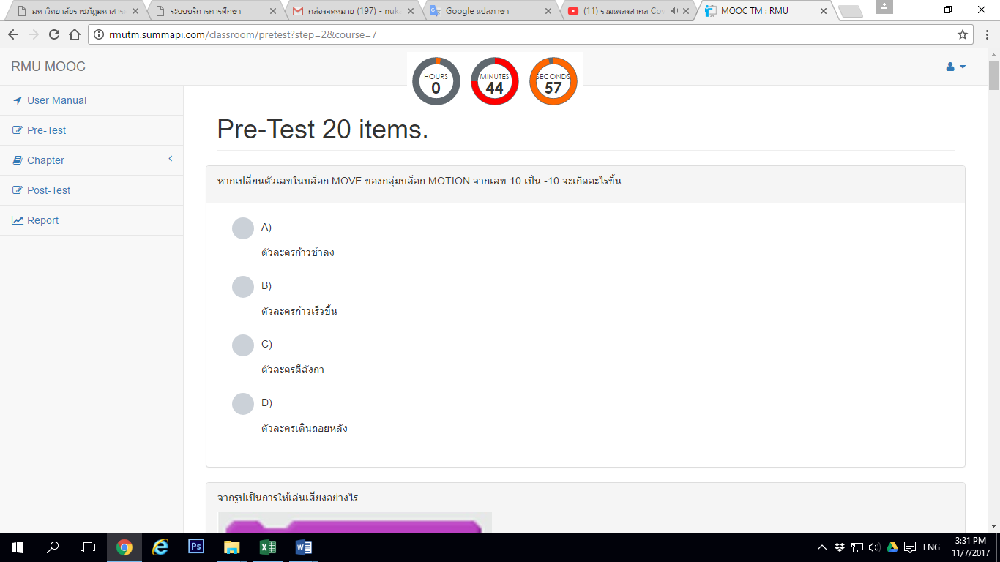 มหาวิทยาลัยราชภัฏมหาสาร
ระบบบริการการศึกษา
กล่องจดหมาย (197) - nuk
Google แปลภาษา
(11) รวมเพลงสากล Cov
MOOC TM : RMU
rmutm.summapi.com/classroom/pretest?step=2&course=7
RMU MOOC
HOURS
0
MINUTES
44
SECONDS
57
User Manual
Pre-Test
Chapter
Post-Test
Report
Pre-Test 20 items.
หากเปลี่ยนตัวเลขในบล็อก MOVE ของกลุ่มบล็อก MOTION จากเลข 10 เป็น -10 จะเกิดอะไรขึ้น
A)
ตัวละครก้าวช้าลง
B)
ตัวละครก้าวเร็วขึ้น
C)
ตัวละครตีลังกา
D)
ตัวละครเดินถอยหลัง
จากรูปเป็นการให้เล่นเสียงอย่างไร
ENG
3:31 PM
11/7/2017